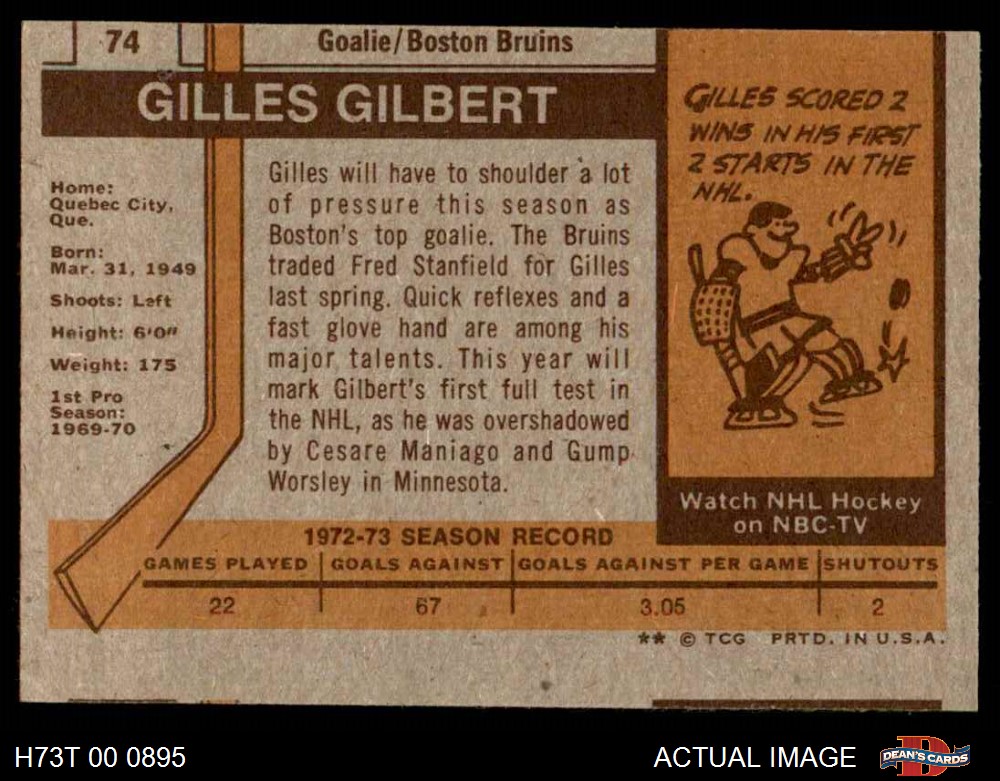 74
Goalie/Boston Bruins
GILLES GILBERT
Home:
Quebec City,
Que.
Born:
Mar. 31, 1949
Shoots: Left
Height: 6'0"
Weight: 175
1st Pro
Season:
1969-70
Gilles will have to shoulder a lot
of pressure this season as
Boston's top goalie. The Bruins
traded Fred Stanfield for Gilles
last spring. Quick reflexes and a
fast glove hand are among his
major talents. This year will
mark Gilbert's first full test in
the NHL, as he was overshadowed
by Cesare Maniago and Gump
Worsley in Minnesota.
GILLES SCORED 2
WINS IN HIS FIRST
2 STARTS IN THE
NHL.
Watch NHL Hockey
on NBC-TV
1972-73 SEASON RECORD
GAMES PLAYED GOALS AGAINST GOALS AGAINST PER GAME SHUTOUTS
22 67 3.05 2
** © TCG PRTD. IN U.S.A.
H73T 00 0895
ACTUAL IMAGE
DEAN'S CARDS